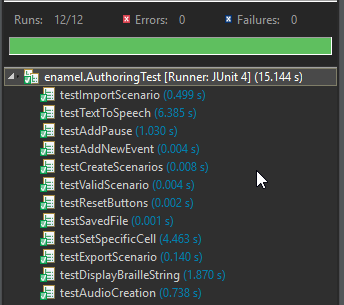 Runs: 12/12 Errors: 0 Failures: 0
enamel.AuthoringTest [Runner: JUnit 4] (15.144 s)
testImportScenario (0.499 s)
testTextToSpeech (6.385 s)
testAddPause (1.030 s)
testAddNewEvent (0.004 s)
testCreateScenarios (0.008 s)
testValidScenario (0.004 s)
testResetButtons (0.002 s)
testSavedFile (0.001 s)
testSetSpecificCell (4.463 s)
testExportScenario (0.140 s)
testDisplayBrailleString (1.870 s)
testAudioCreation (0.738 s)